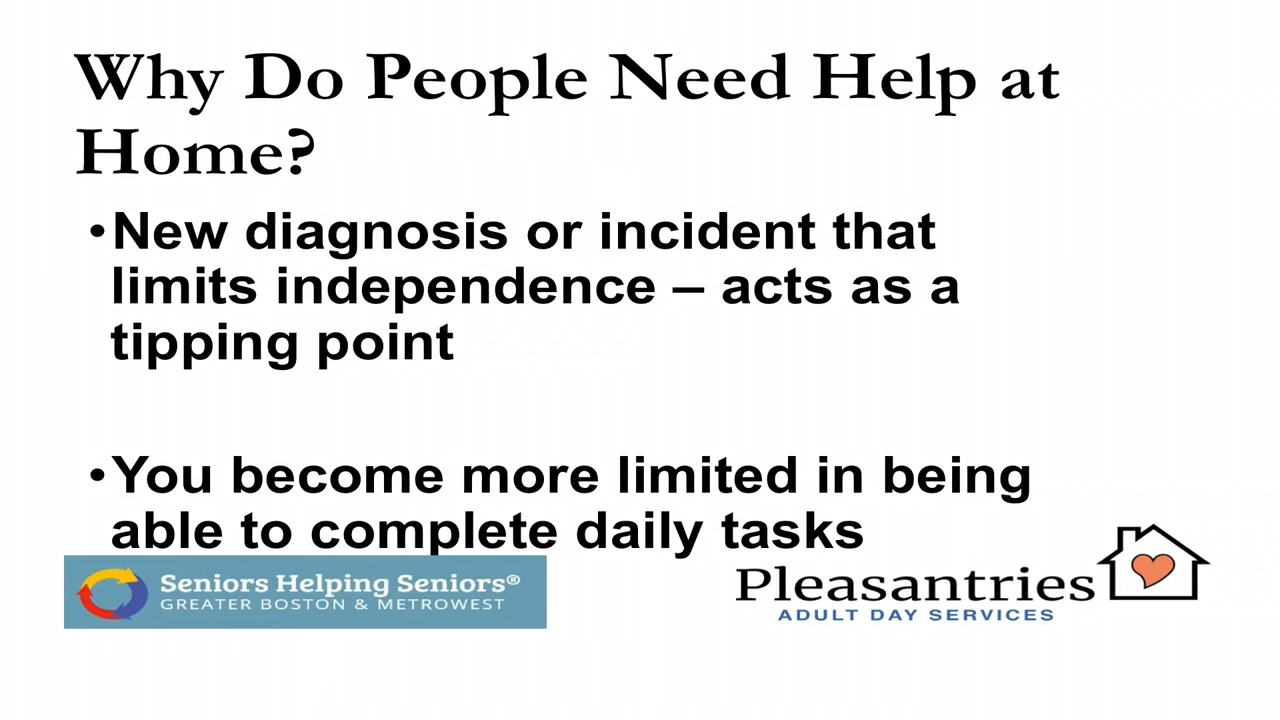 Why Do People Need Help at
Home?
•New diagnosis or incident that
limits independence – acts as a
tipping point
•You become more limited in being
able to complete daily tasks
Seniors Helping Seniors®
GREATER BOSTON & METROWEST
Pleasantries
ADULT DAY SERVICES